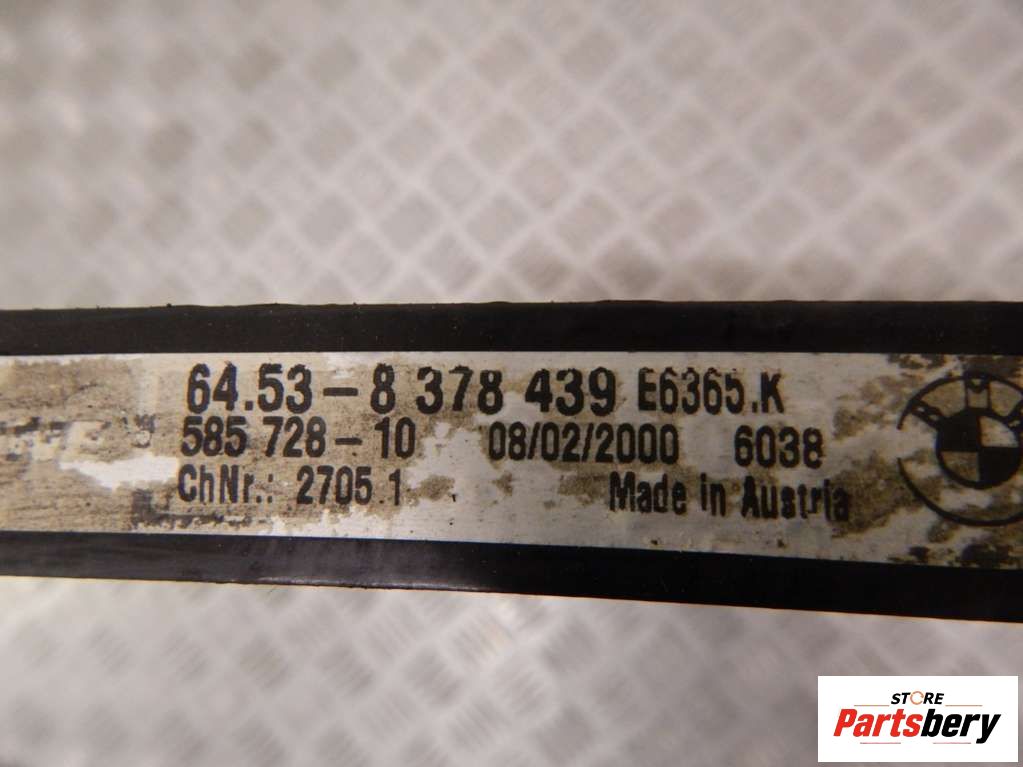 64.53-8 378 439 E6365.K
585 728-10 08/02/2000 6038
ChNr.: 2705.1 Made in Austria
STORE
Partsbery